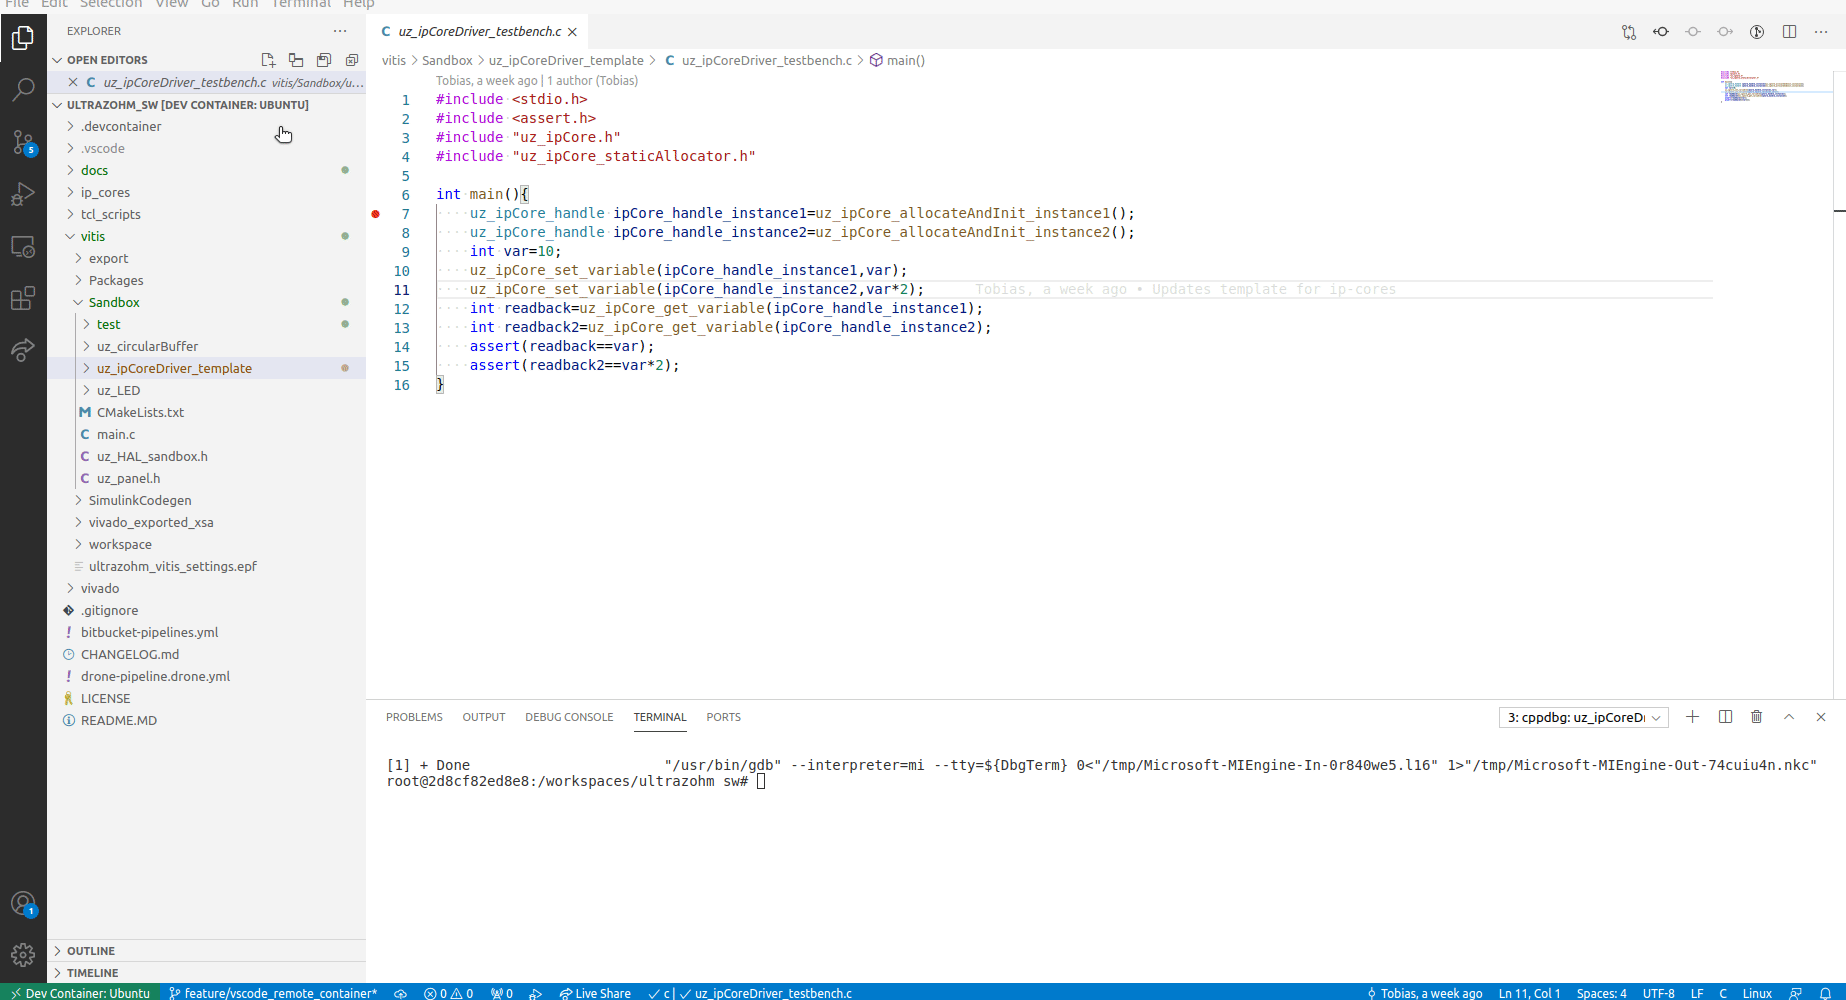 File Edit Selection View Go Run Terminal Help
EXPLORER
OPEN EDITORS
uz_ipCoreDriver_testbench.c vitis/Sandbox/u...
ULTRAZOHM_SW [DEV CONTAINER: UBUNTU]
.devcontainer
.vscode
docs
ip_cores
tcl_scripts
vitis
export
Packages
Sandbox
test
uz_circularBuffer
uz_ipCoreDriver_template
uz_LED
CMakeLists.txt
main.c
uz_HAL_sandbox.h
uz_panel.h
SimulinkCodegen
vivado_exported_xsa
workspace
ultrazohm_vitis_settings.epf
vivado
.gitignore
bitbucket-pipelines.yml
CHANGELOG.md
drone-pipeline.drone.yml
LICENSE
README.MD
OUTLINE
TIMELINE
5
1
C uz_ipCoreDriver_testbench.c
vitis > Sandbox > uz_ipCoreDriver_template > C uz_ipCoreDriver_testbench.c > main()
Tobias, a week ago | 1 author (Tobias)
1 #include <stdio.h>
2 #include <assert.h>
3 #include "uz_ipCore.h"
4 #include "uz_ipCore_staticAllocator.h"
5
6 int main(){
7 uz_ipCore_handle ipCore_handle_instance1=uz_ipCore_allocateAndInit_instance1();
8 uz_ipCore_handle ipCore_handle_instance2=uz_ipCore_allocateAndInit_instance2();
9 int var=10;
10 uz_ipCore_set_variable(ipCore_handle_instance1,var);
11 uz_ipCore_set_variable(ipCore_handle_instance2,var*2); Tobias, a week ago • Updates template for ip-cores
12 int readback=uz_ipCore_get_variable(ipCore_handle_instance1);
13 int readback2=uz_ipCore_get_variable(ipCore_handle_instance2);
14 assert(readback==var);
15 assert(readback2==var*2);
16 }
PROBLEMS OUTPUT DEBUG CONSOLE TERMINAL PORTS
3: cppdbg: uz_ipCoreD
[1] + Done "/usr/bin/gdb" --interpreter=mi --tty=${DbgTerm} 0<"/tmp/Microsoft-MIEngine-In-0r840we5.l16" 1>"/tmp/Microsoft-MIEngine-Out-74cuiu4n.nkc"
root@2d8cf82ed8e8:/workspaces/ultrazohm sw#
Dev Container: Ubuntu feature/vscode_remote_container* 0 0 0 Live Share c | uz_ipCoreDriver_testbench.c Tobias, a week ago Ln 11, Col 1 Spaces: 4 UTF-8 LF C Linux